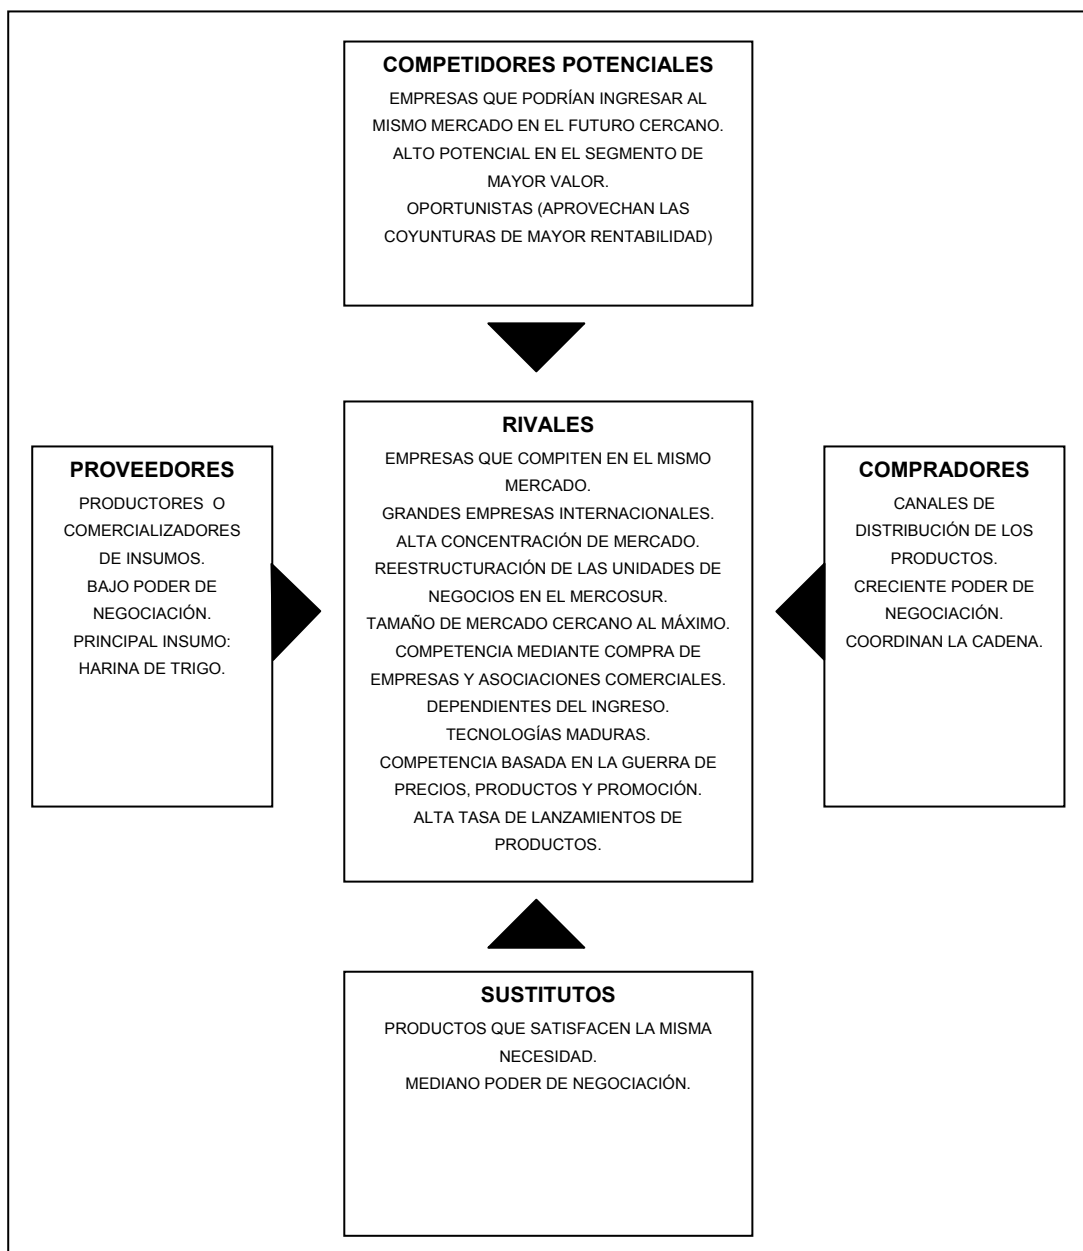 COMPETIDORES POTENCIALES
EMPRESAS QUE PODRÍAN INGRESAR AL
MISMO MERCADO EN EL FUTURO CERCANO.
ALTO POTENCIAL EN EL SEGMENTO DE
MAYOR VALOR.
OPORTUNISTAS (APROVECHAN LAS
COYUNTURAS DE MAYOR RENTABILIDAD)
PROVEEDORES
PRODUCTORES O
COMERCIALIZADORES
DE INSUMOS.
BAJO PODER DE
NEGOCIACIÓN.
PRINCIPAL INSUMO:
HARINA DE TRIGO.
RIVALES
EMPRESAS QUE COMPITEN EN EL MISMO
MERCADO.
GRANDES EMPRESAS INTERNACIONALES.
ALTA CONCENTRACIÓN DE MERCADO.
REESTRUCTURACIÓN DE LAS UNIDADES DE
NEGOCIOS EN EL MERCOSUR.
TAMAÑO DE MERCADO CERCANO AL MÁXIMO.
COMPETENCIA MEDIANTE COMPRA DE
EMPRESAS Y ASOCIACIONES COMERCIALES.
DEPENDIENTES DEL INGRESO.
TECNOLOGÍAS MADURAS.
COMPETENCIA BASADA EN LA GUERRA DE
PRECIOS, PRODUCTOS Y PROMOCIÓN.
ALTA TASA DE LANZAMIENTOS DE
PRODUCTOS.
COMPRADORES
CANALES DE
DISTRIBUCIÓN DE LOS
PRODUCTOS.
CRECIENTE PODER DE
NEGOCIACIÓN.
COORDINAN LA CADENA.
SUSTITUTOS
PRODUCTOS QUE SATISFACEN LA MISMA
NECESIDAD.
MEDIANO PODER DE NEGOCIACIÓN.